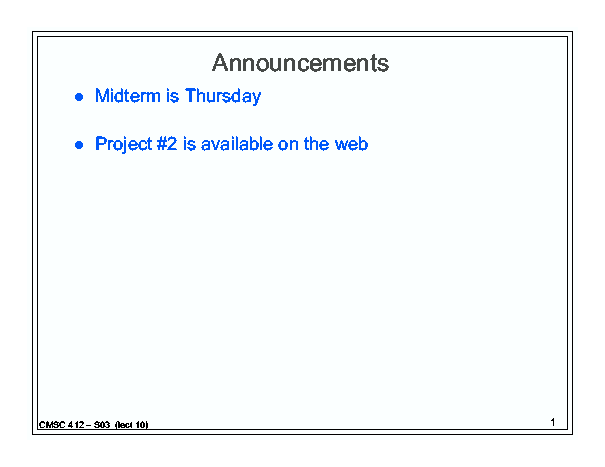 Announcements
● Midterm is Thursday
● Project #2 is available on the web
CMSC 412 – S03 (lect 10)
1